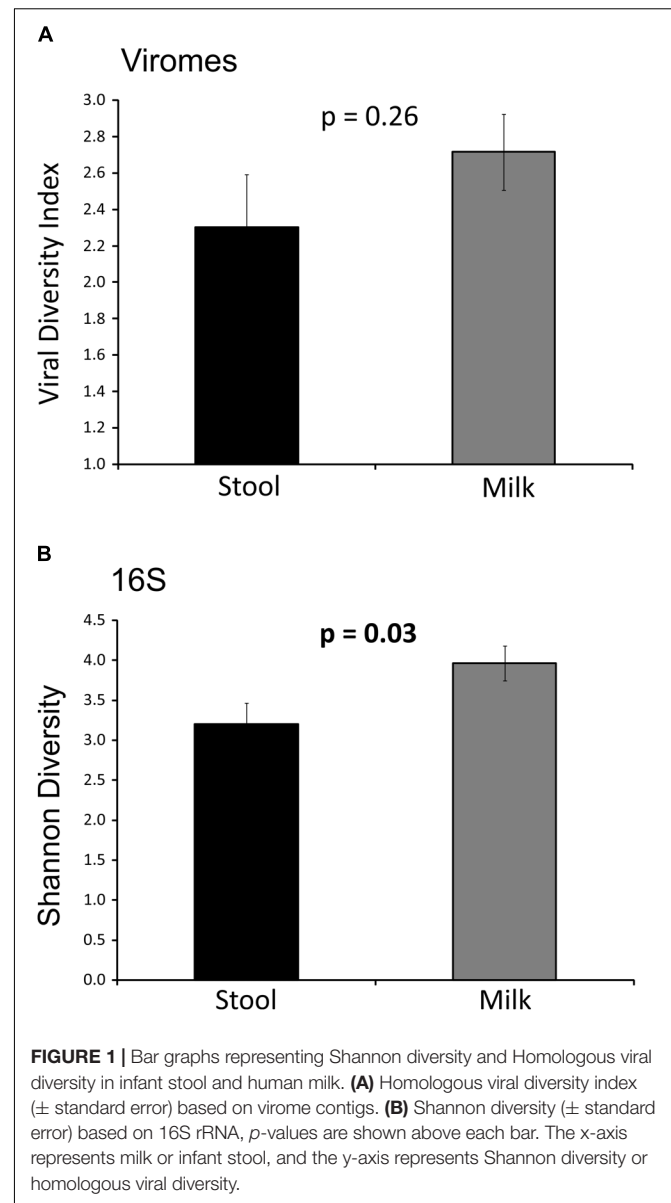 A
Viromes
p = 0.26
Viral Diversity Index
3.0
2.8
2.6
2.4
2.2
2.0
1.8
1.6
1.4
1.2
1.0
Stool Milk
B
16S
p = 0.03
Shannon Diversity
4.5
4.0
3.5
3.0
2.5
2.0
1.5
1.0
0.5
0.0
Stool Milk
FIGURE 1 | Bar graphs representing Shannon diversity and Homologous viral
diversity in infant stool and human milk. (A) Homologous viral diversity index
(± standard error) based on virome contigs. (B) Shannon diversity (± standard
error) based on 16S rRNA, p-values are shown above each bar. The x-axis
represents milk or infant stool, and the y-axis represents Shannon diversity or
homologous viral diversity.